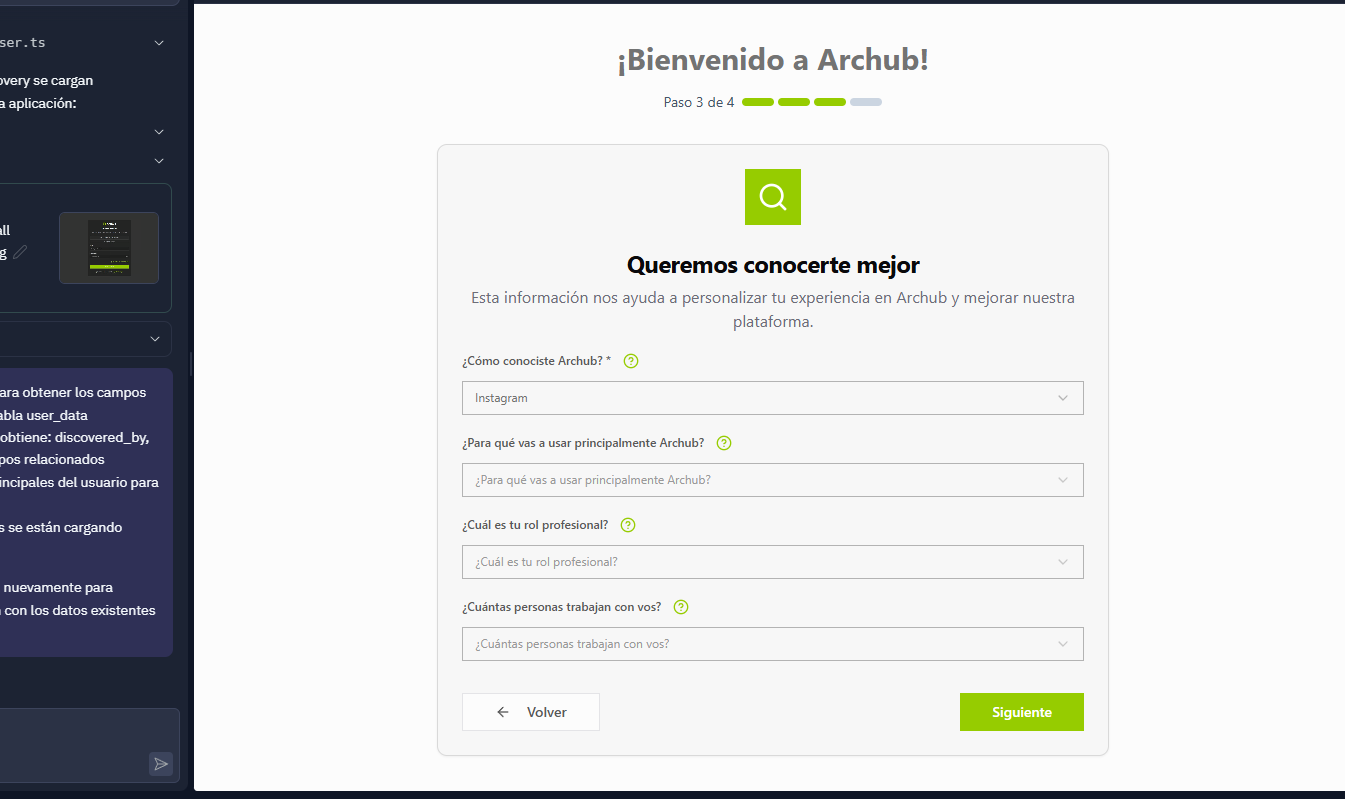 ser.ts
overy se cargan
a aplicación:
all
g
ara obtener los campos
abla user_data
obtiene: discovered_by,
pos relacionados
incipales del usuario para
s se están cargando
nuevamente para
con los datos existentes
¡Bienvenido a Archub!
Paso 3 de 4
Queremos conocerte mejor
Esta información nos ayuda a personalizar tu experiencia en Archub y mejorar nuestra
plataforma.
¿Cómo conociste Archub? *
Instagram
¿Para qué vas a usar principalmente Archub?
¿Para qué vas a usar principalmente Archub?
¿Cuál es tu rol profesional?
¿Cuál es tu rol profesional?
¿Cuántas personas trabajan con vos?
¿Cuántas personas trabajan con vos?
Volver
Siguiente